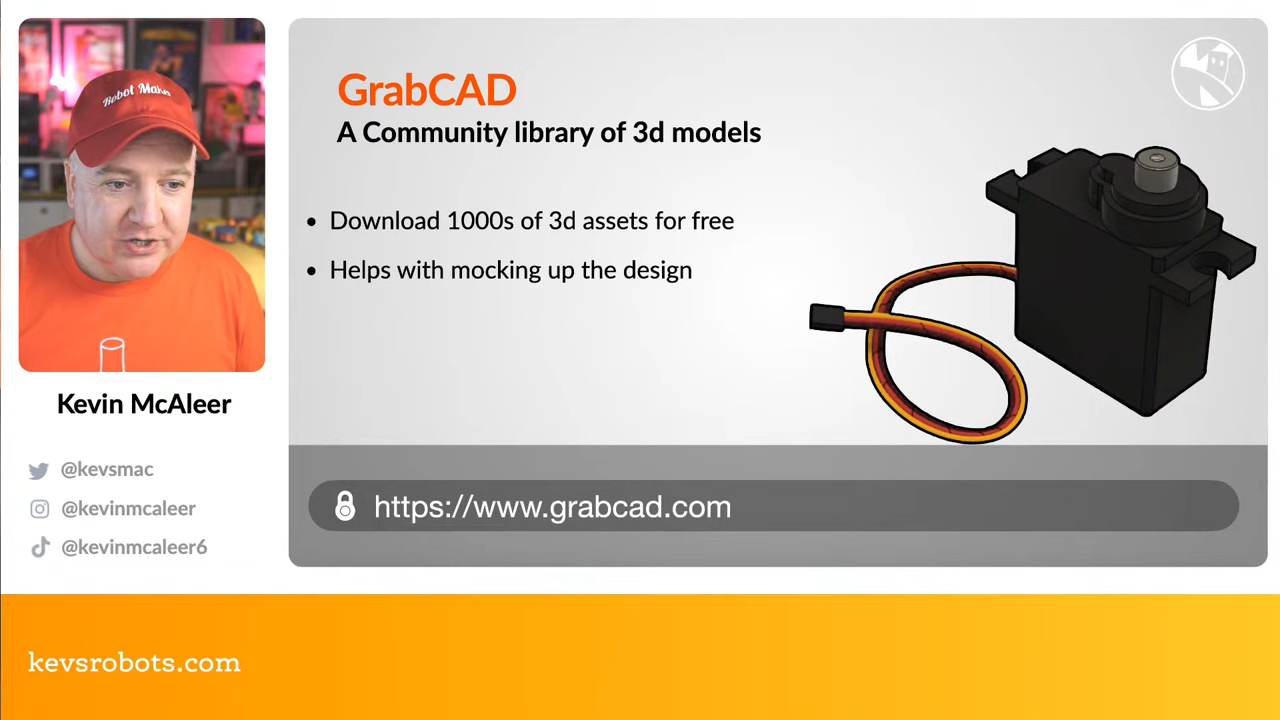 Robot Maker
Kevin McAleer
@kevsmac
@kevinmcaleer
@kevinmcaleer6
GrabCAD
A Community library of 3d models
• Download 1000s of 3d assets for free
• Helps with mocking up the design
https://www.grabcad.com
kevsrobots.com